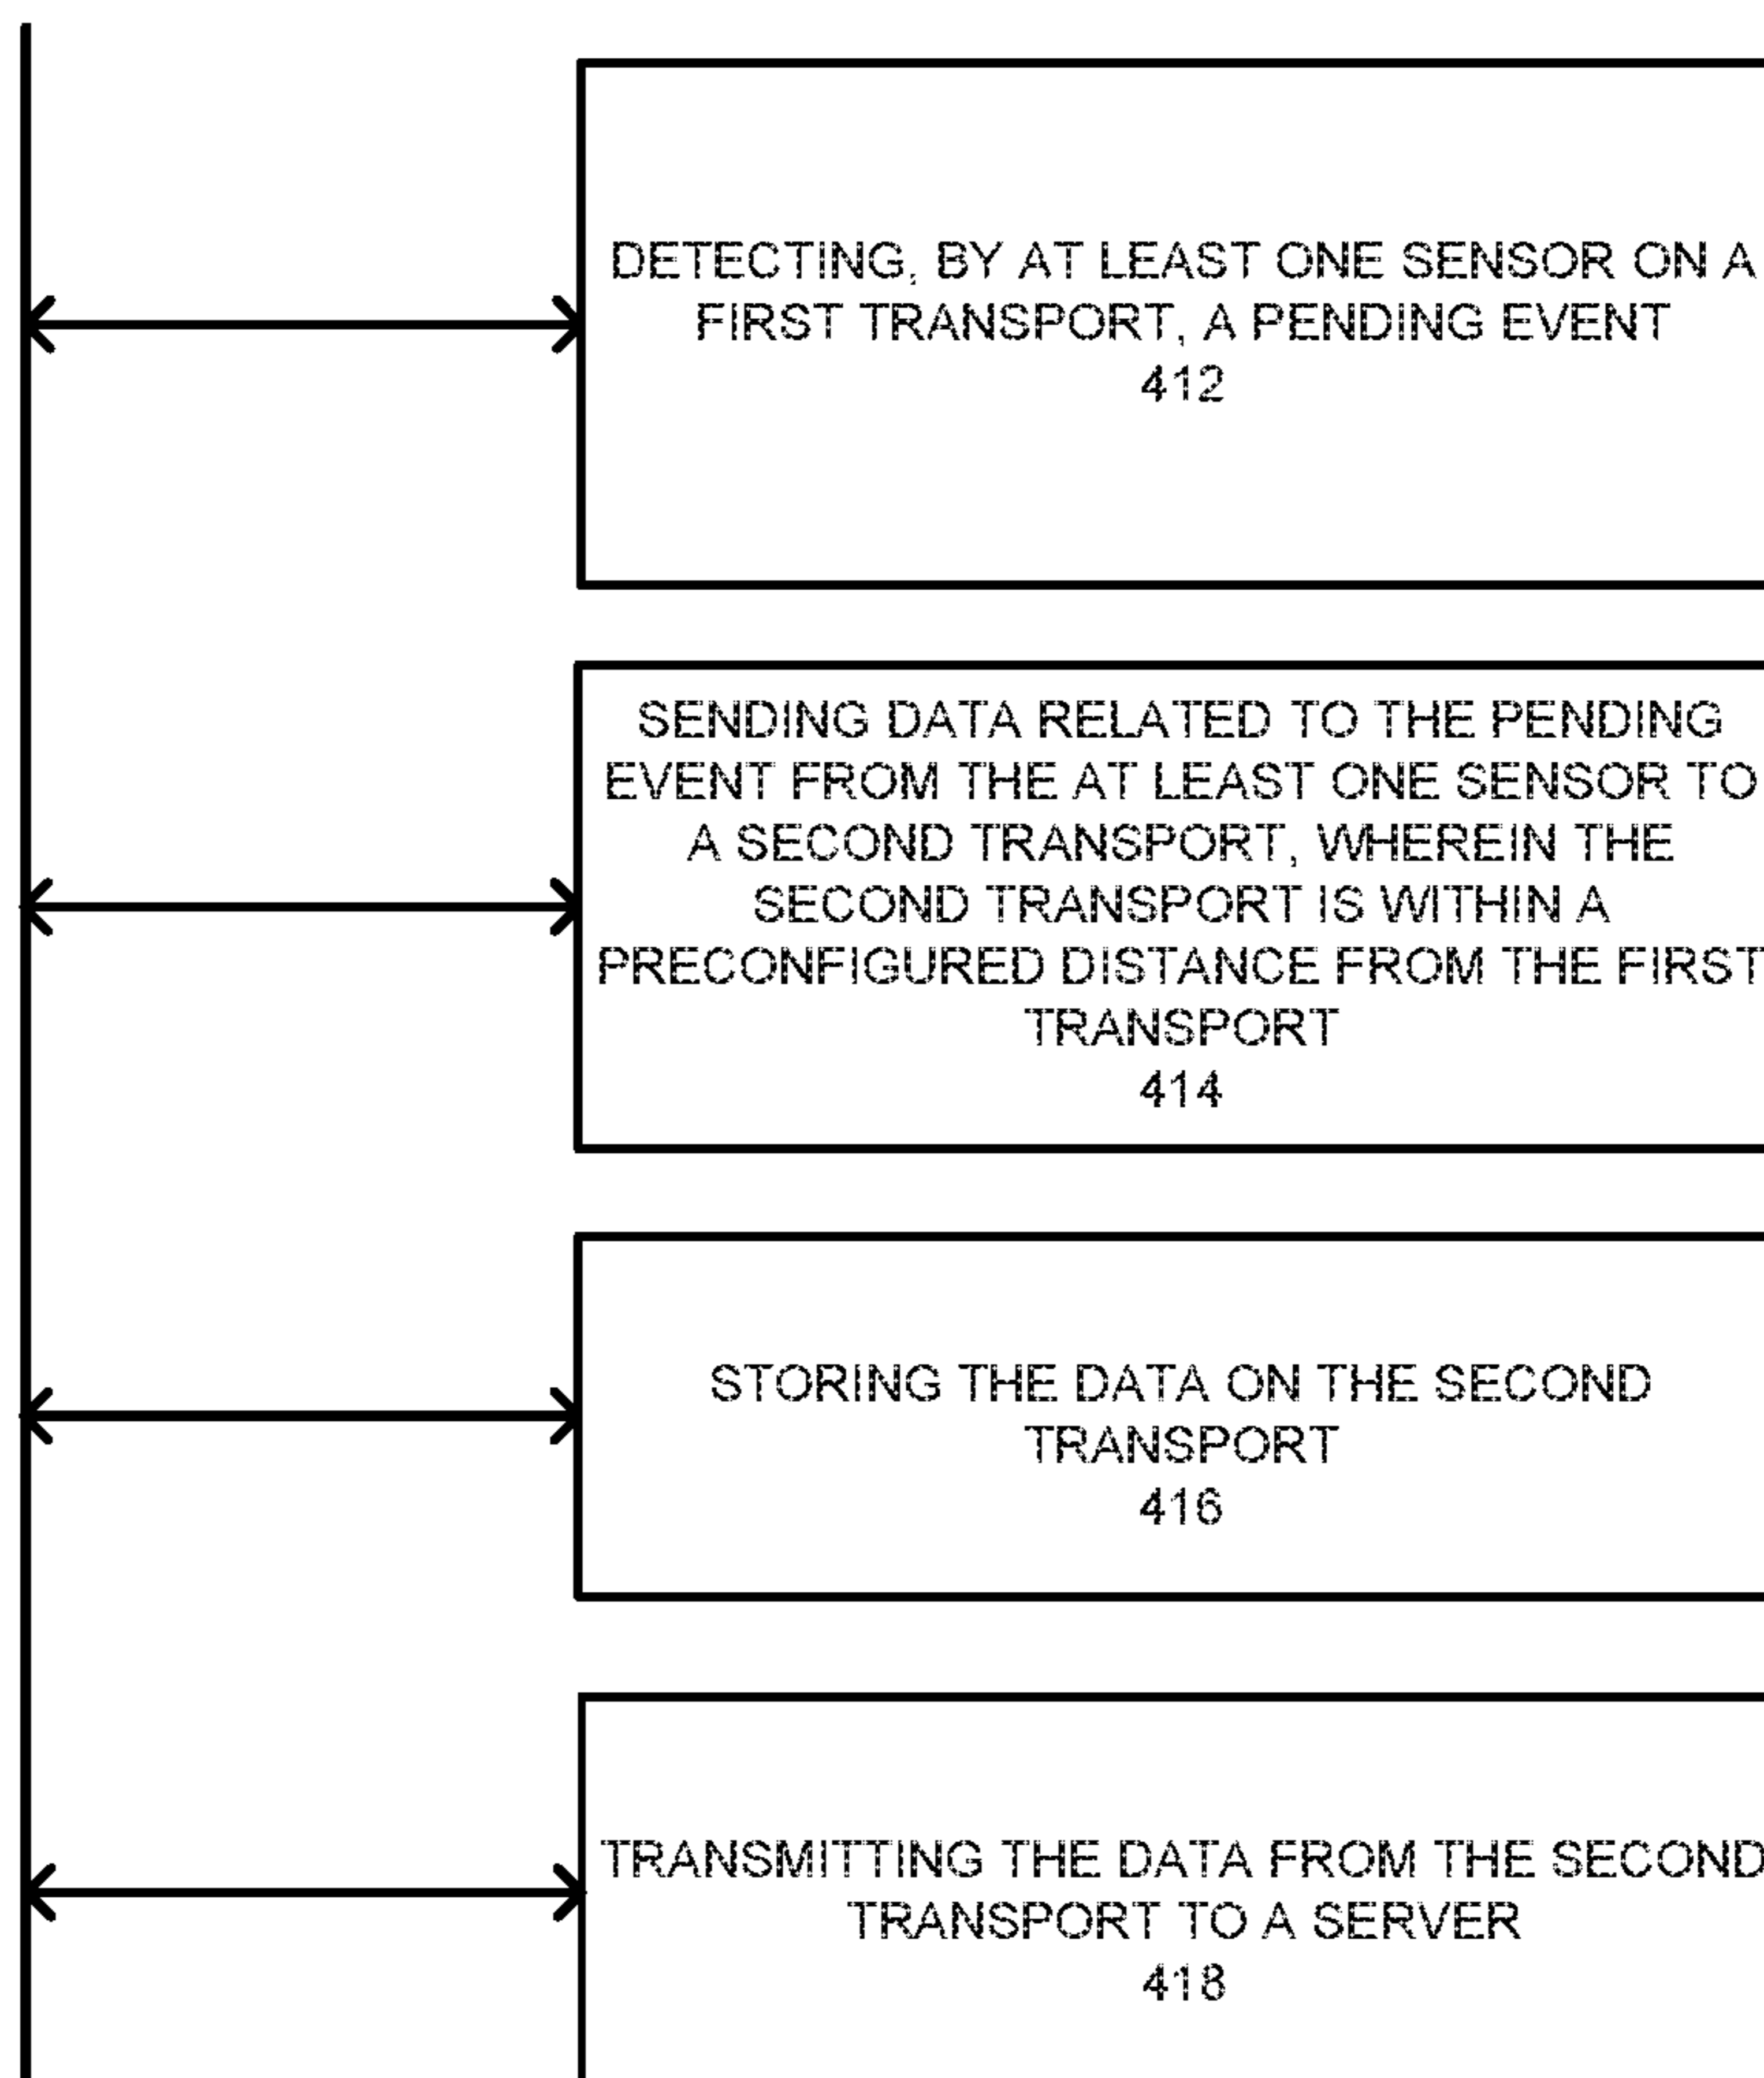 DETECTING, BY AT LEAST ONE SENSOR ON A
FIRST TRANSPORT, A PENDING EVENT
412
SENDING DATA RELATED TO THE PENDING
EVENT FROM THE AT LEAST ONE SENSOR TO
A SECOND TRANSPORT, WHEREIN THE
SECOND TRANSPORT IS WITHIN A
PRECONFIGURED DISTANCE FROM THE FIRST
TRANSPORT
414
STORING THE DATA ON THE SECOND
TRANSPORT
416
TRANSMITTING THE DATA FROM THE SECOND
TRANSPORT TO A SERVER
418